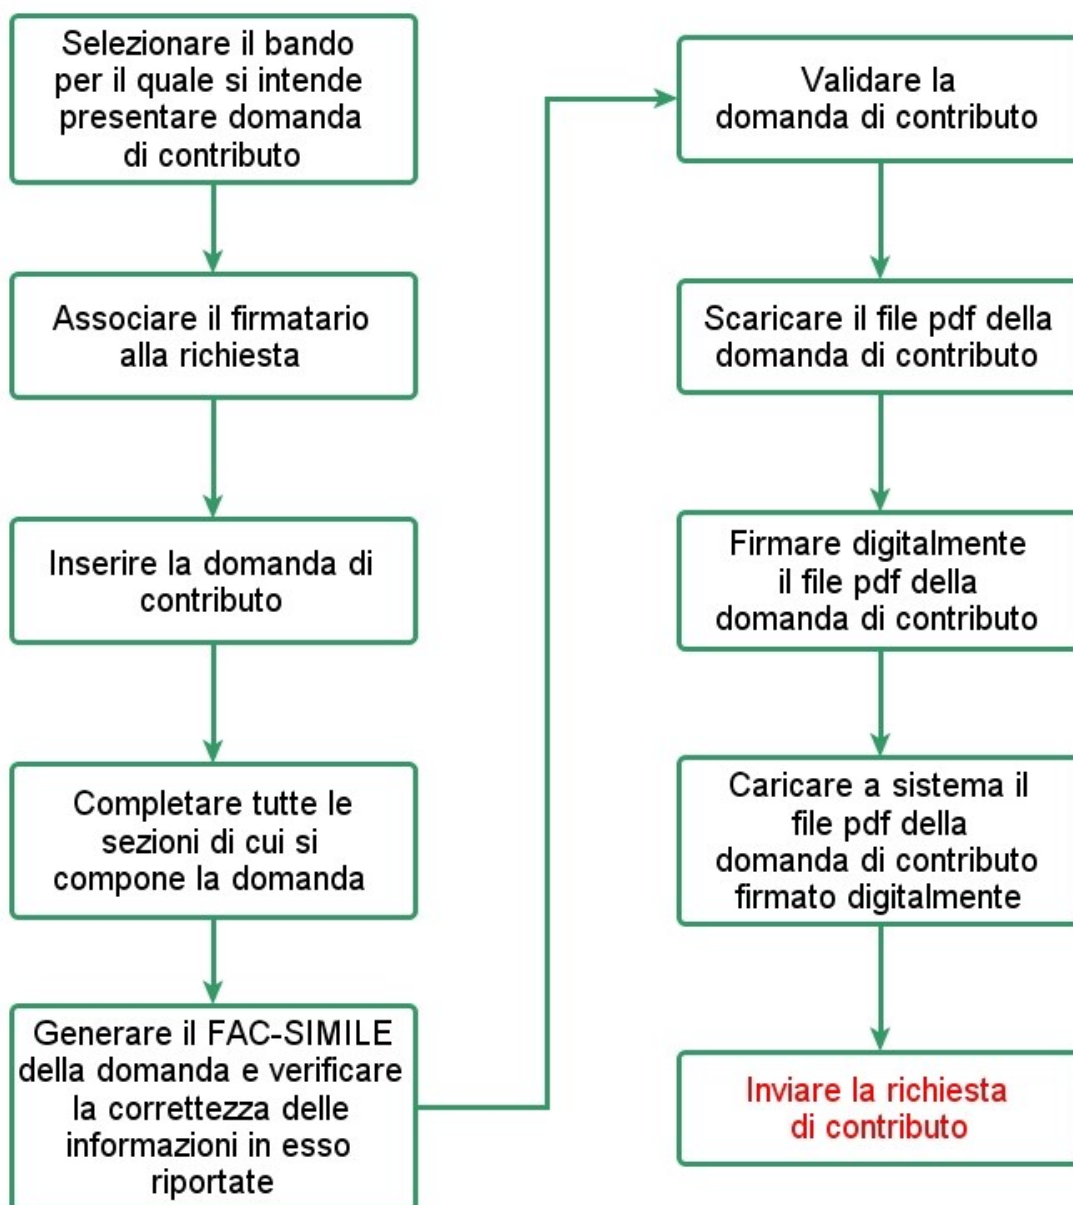 Selezionare il bando
per il quale si intende
presentare domanda
di contributo
Associare il firmatario
alla richiesta
Inserire la domanda di
contributo
Completare tutte le
sezioni di cui si
compone la domanda
Generare il FAC-SIMILE
della domanda e verificare
la correttezza delle
informazioni in esso
riportate
Validare la
domanda di contributo
Scaricare il file pdf della
domanda di contributo
Firmare digitalmente
il file pdf della
domanda di contributo
Caricare a sistema il
file pdf della
domanda di contributo
firmato digitalmente
Inviare la richiesta
di contributo